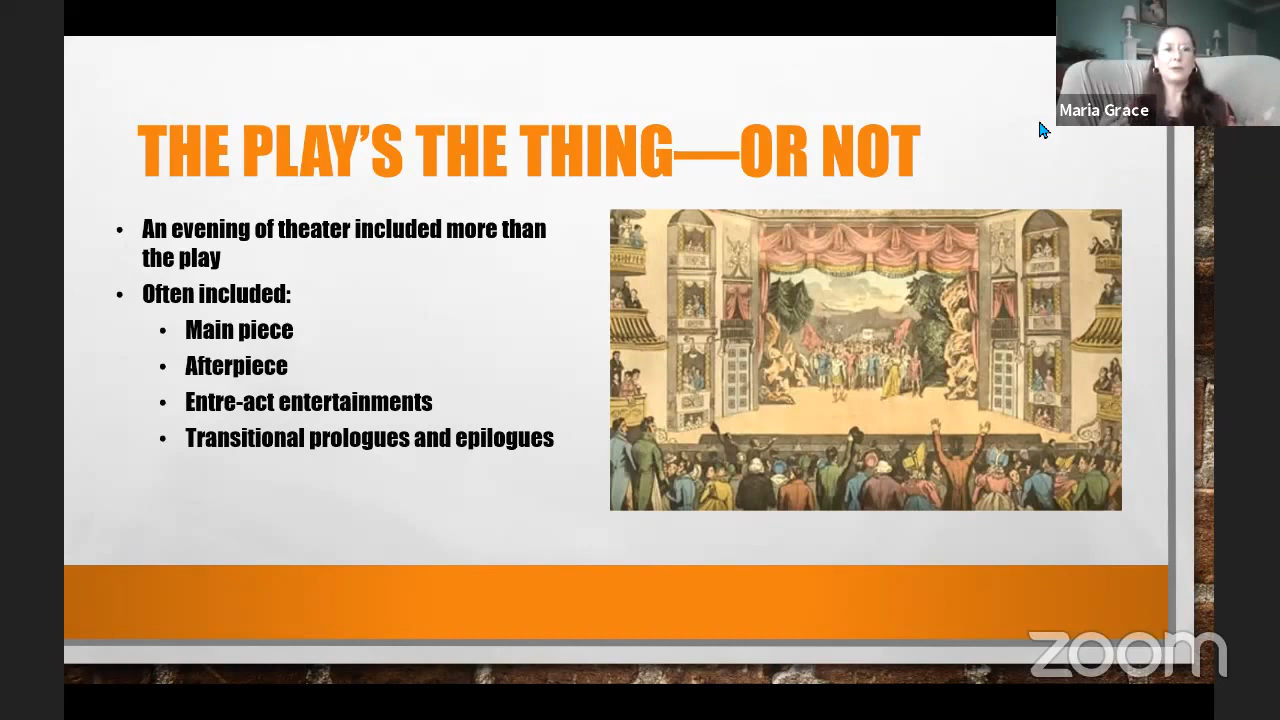 Maria Grace
THE PLAY'S THE THING—OR NOT
• An evening of theater included more than
the play
• Often included:
• Main piece
• Afterpiece
• Entre-act entertainments
• Transitional prologues and epilogues
zoom